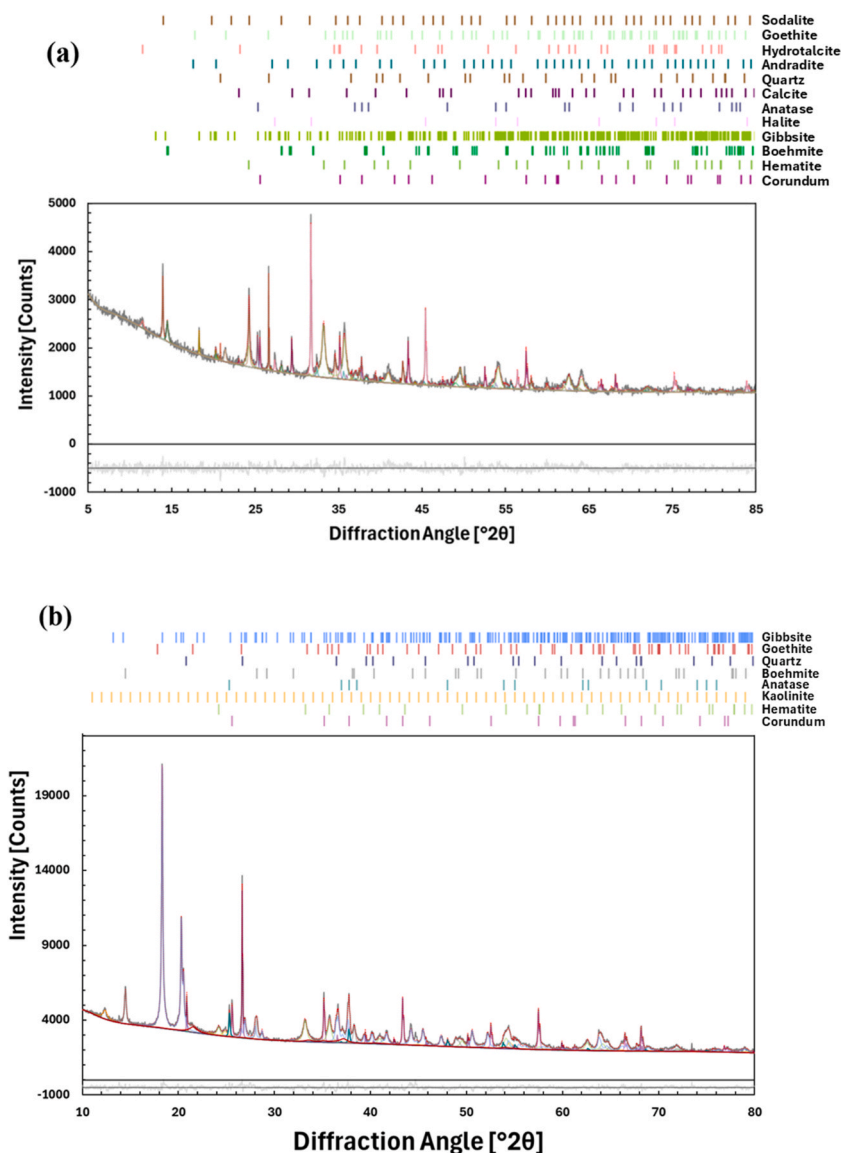 (a)
Sodalite
Goethite
Hydrotalcite
Andradite
Quartz
Calcite
Anatase
Halite
Gibbsite
Boehmite
Hematite
Corundum
5000
4000
3000
2000
1000
0
-1000
Intensity [Counts]
5 15 25 35 45 55 65 75 85
Diffraction Angle [°2θ]
(b)
Gibbsite
Goethite
Quartz
Boehmite
Anatase
Kaolinite
Hematite
Corundum
19000
14000
9000
4000
-1000
Intensity [Counts]
10 20 30 40 50 60 70 80
Diffraction Angle [°2θ]